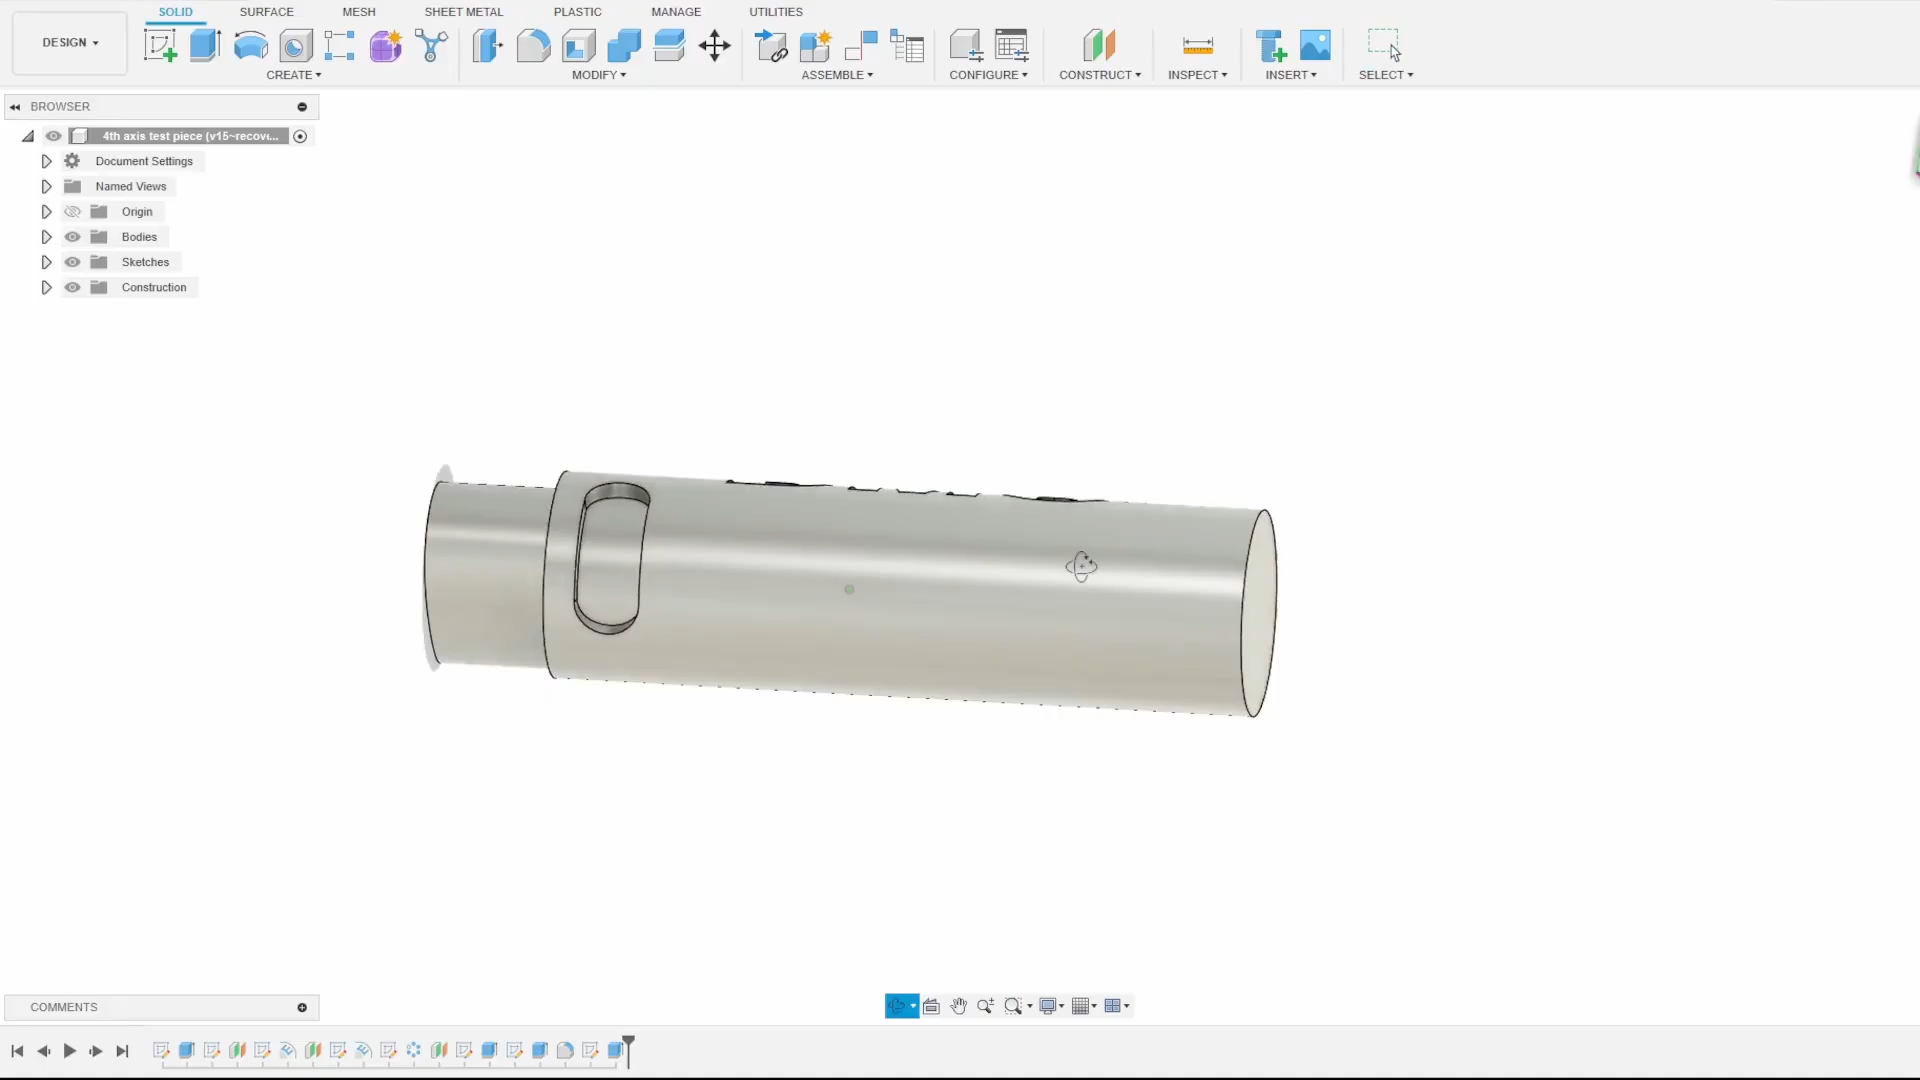 SOLID SURFACE MESH SHEET METAL PLASTIC MANAGE UTILITIES
DESIGN
CREATE MODIFY ASSEMBLE CONFIGURE CONSTRUCT INSPECT INSERT SELECT
BROWSER
4th axis test piece (v15~recove...
Document Settings
Named Views
Origin
Bodies
Sketches
Construction
COMMENTS